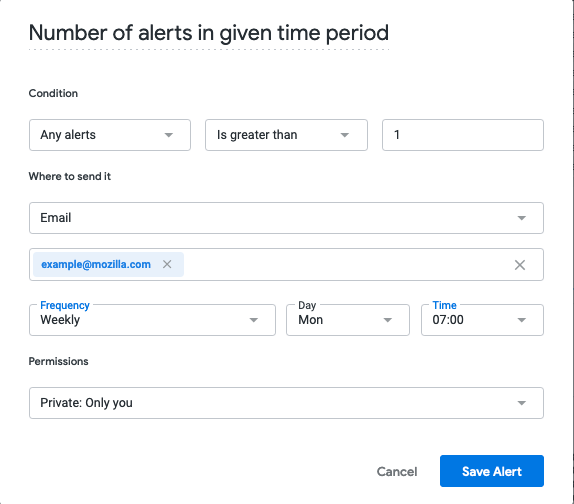 Number of alerts in given time period
Condition
Any alerts Is greater than 1
Where to send it
Email
example@mozilla.com
Frequency Day Time
Weekly Mon 07:00
Permissions
Private: Only you
Cancel Save Alert